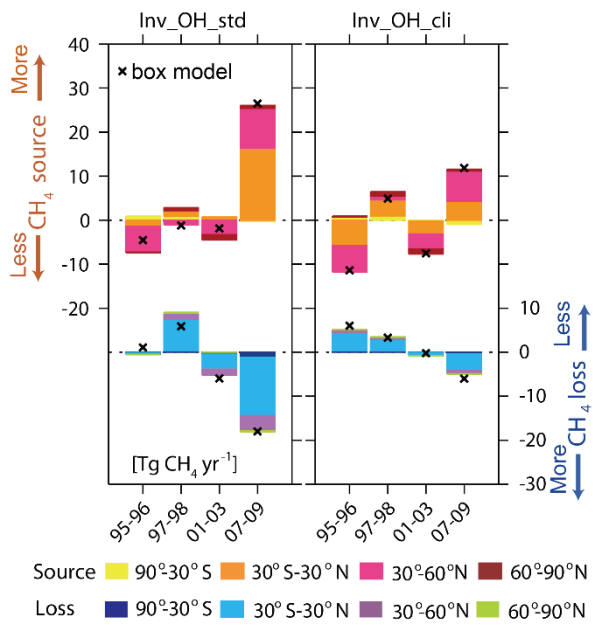 Inv_OH_std Inv_OH_cli
More
CH4 source
Less
40
30
20
10
0
-10
-20
× box model
[Tg CH4 yr-1]
10
0
-10
-20
-30
Less
CH4 loss
More
95-96 97-98 01-03 07-09 95-96 97-98 01-03 07-09
Source 90°-30°S 30°S-30°N 30°-60°N 60°-90°N
Loss 90°-30°S 30°S-30°N 30°-60°N 60°-90°N